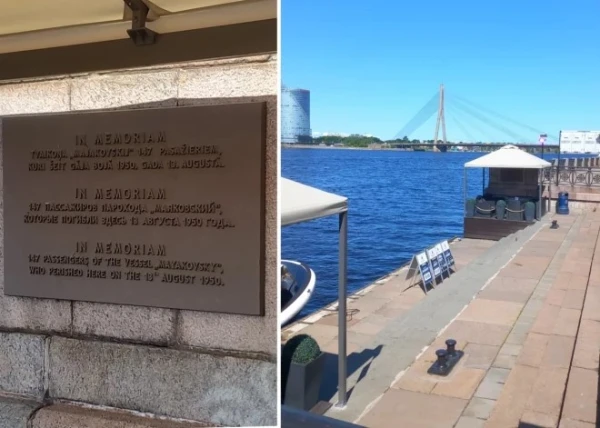 IN MEMORIAM
TVAIKOŅA „MAJAKOVSKIJ" 147 PASAŽIERIEM,
KURI ŠEIT GĀJA BOJĀ 1950. GADA 13. AUGUSTĀ.
IN MEMORIAM
147 ПАССАЖИРОВ ПАРОХОДА „МАЯКОВСКИЙ",
КОТОРЫЕ ПОГИБЛИ ЗДЕСЬ 13 АВГУСТА 1950 ГОДА.
IN MEMORIAM
147 PASSENGERS OF THE VESSEL „MAYAKOVSKY",
WHO PERISHED HERE ON THE 13TH AUGUST 1950.